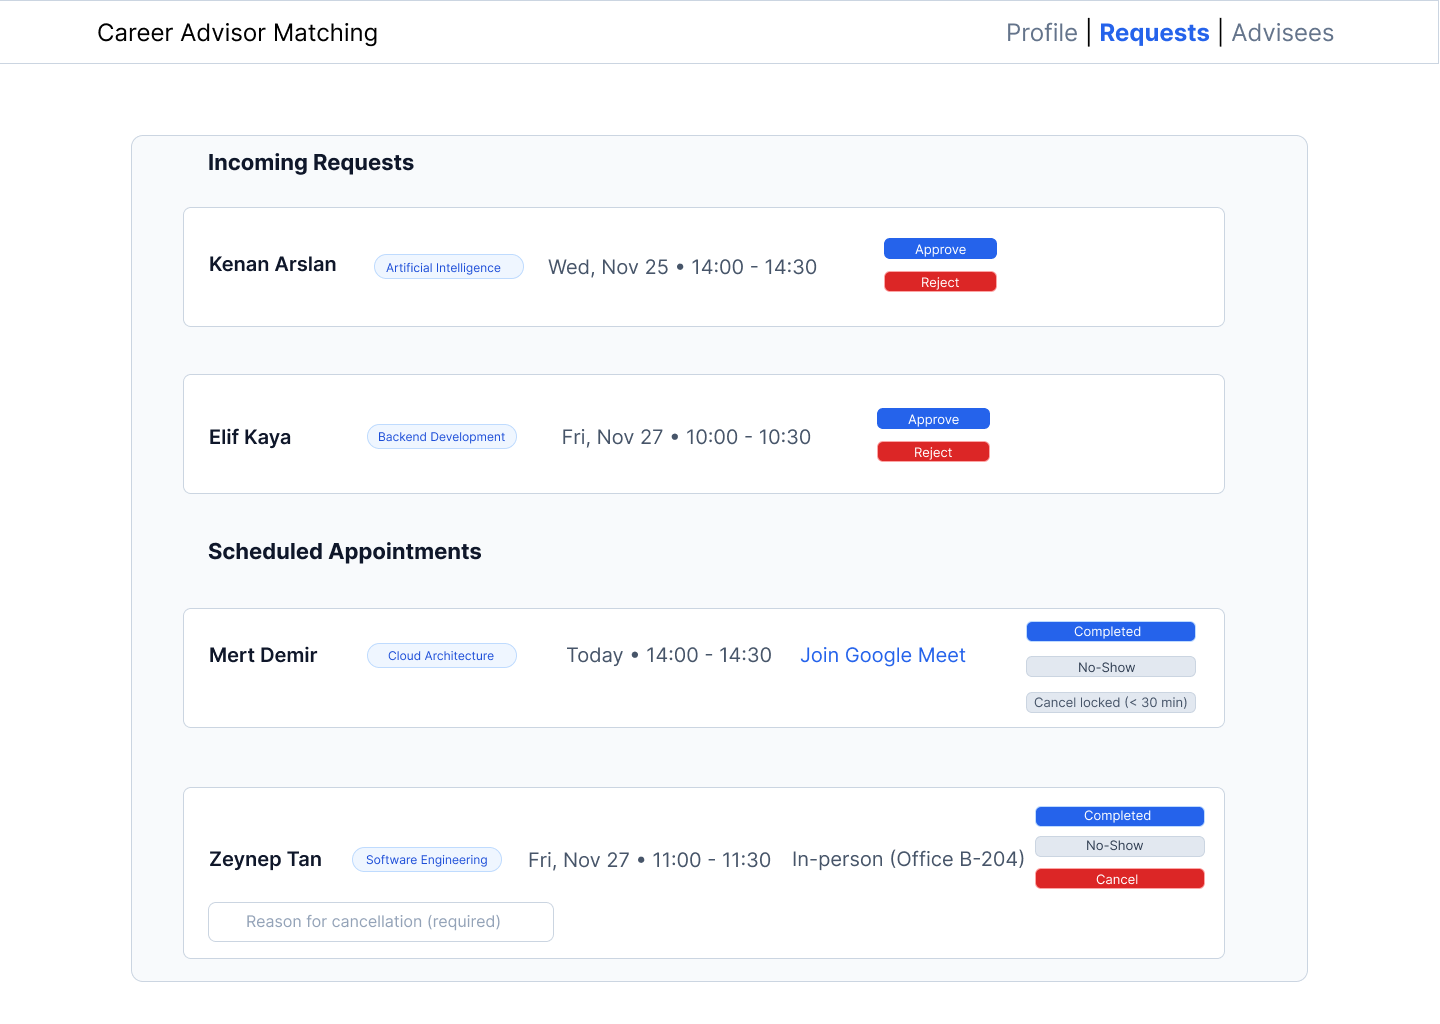 Career Advisor Matching
Profile | Requests | Advisees
Incoming Requests
Kenan Arslan
Artificial Intelligence
Wed, Nov 25 • 14:00 - 14:30
Approve
Reject
Elif Kaya
Backend Development
Fri, Nov 27 • 10:00 - 10:30
Approve
Reject
Scheduled Appointments
Mert Demir
Cloud Architecture
Today • 14:00 - 14:30
Join Google Meet
Completed
No-Show
Cancel locked (< 30 min)
Zeynep Tan
Software Engineering
Fri, Nov 27 • 11:00 - 11:30
In-person (Office B-204)
Completed
No-Show
Cancel
Reason for cancellation (required)